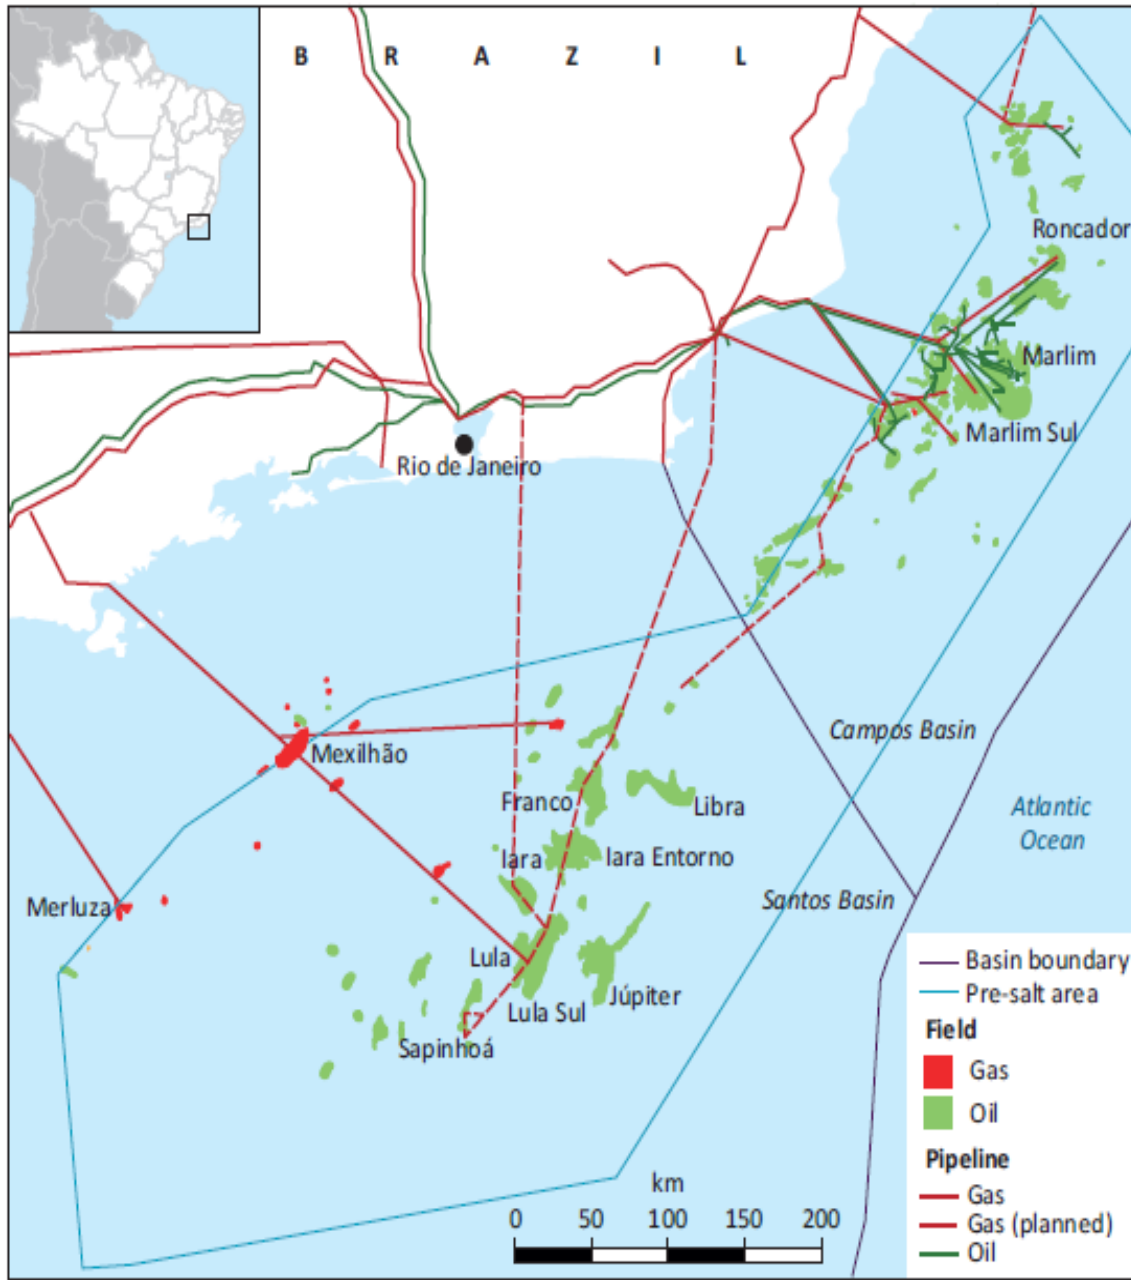 B R A Z I L
Roncador
Marlim
Marlim Sul
Rio de Janeiro
Campos Basin
Mexilhão
Franco
Libra
Atlantic
Ocean
Iara
Iara Entorno
Merluza
Santos Basin
Lula
Júpiter
Lula Sul
Sapinhoá
Basin boundary
Pre-salt area
Field
Gas
Oil
Pipeline
Gas
Gas (planned)
Oil
km
0 50 100 150 200